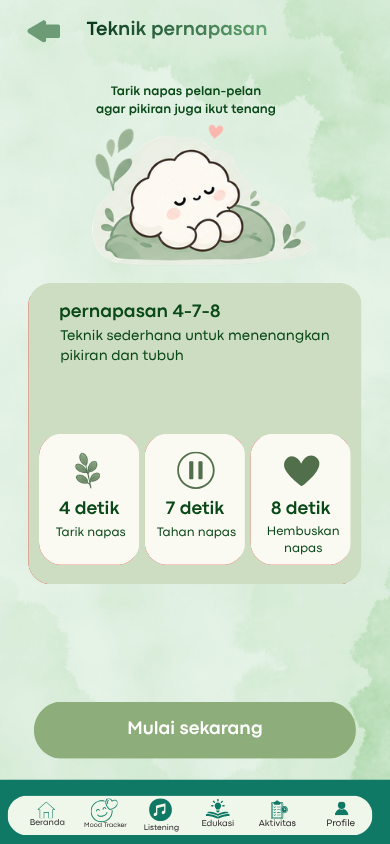 Teknik pernapasan
Tarik napas pelan-pelan
agar pikiran juga ikut tenang
pernapasan 4-7-8
Teknik sederhana untuk menenangkan
pikiran dan tubuh
4 detik
Tarik napas
7 detik
Tahan napas
8 detik
Hembuskan
napas
Mulai sekarang
Beranda
Mood Tracker
Listening
Edukasi
Aktivitas
Profile